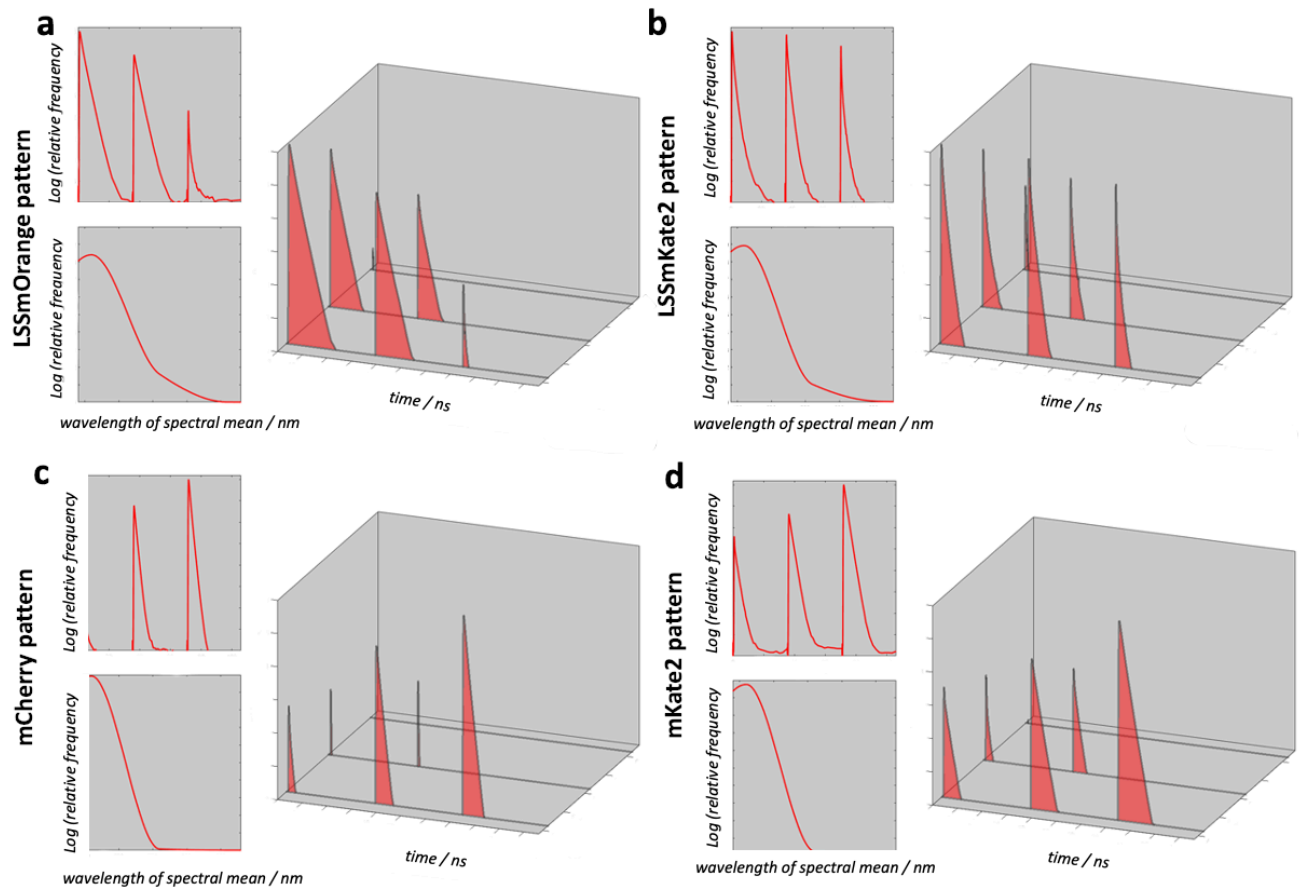 a
LSSmOrange pattern
Log (relative frequency
Log (relative frequency
wavelength of spectral mean / nm
time / ns
b
LSSmKate2 pattern
Log (relative frequency
Log (relative frequency
wavelength of spectral mean / nm
time / ns
c
mCherry pattern
Log (relative frequency
Log (relative frequency
wavelength of spectral mean / nm
time / ns
d
mKate2 pattern
Log (relative frequency
Log (relative frequency
wavelength of spectral mean / nm
time / ns